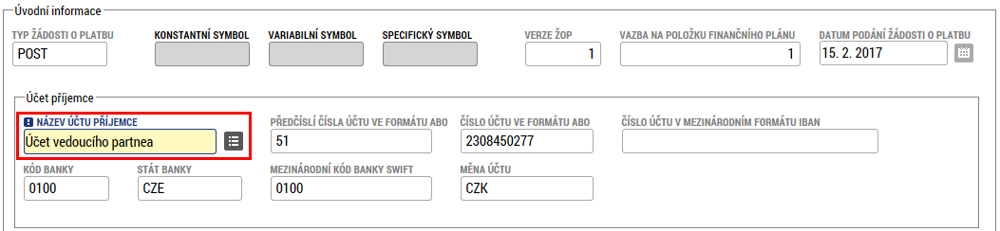 Úvodní informace
TYP ŽÁDOSTI O PLATBU KONSTANTNÍ SYMBOL VARIABILNÍ SYMBOL SPECIFICKÝ SYMBOL VERZE ŽOP VAZBA NA POLOŽKU FINANČNÍHO PLÁNU DATUM PODÁNÍ ŽÁDOSTI O PLATBU
POST 1 1 15. 2. 2017
Účet příjemce
NÁZEV ÚČTU PŘÍJEMCE PŘEDČÍSLÍ ČÍSLA ÚČTU VE FORMÁTU ABO ČÍSLO ÚČTU VE FORMÁTU ABO ČÍSLO ÚČTU V MEZINÁRODNÍM FORMÁTU IBAN
Účet vedoucího partnea 51 2308450277
KÓD BANKY STÁT BANKY MEZINÁRODNÍ KÓD BANKY SWIFT MĚNA ÚČTU
0100 CZE 0100 CZK